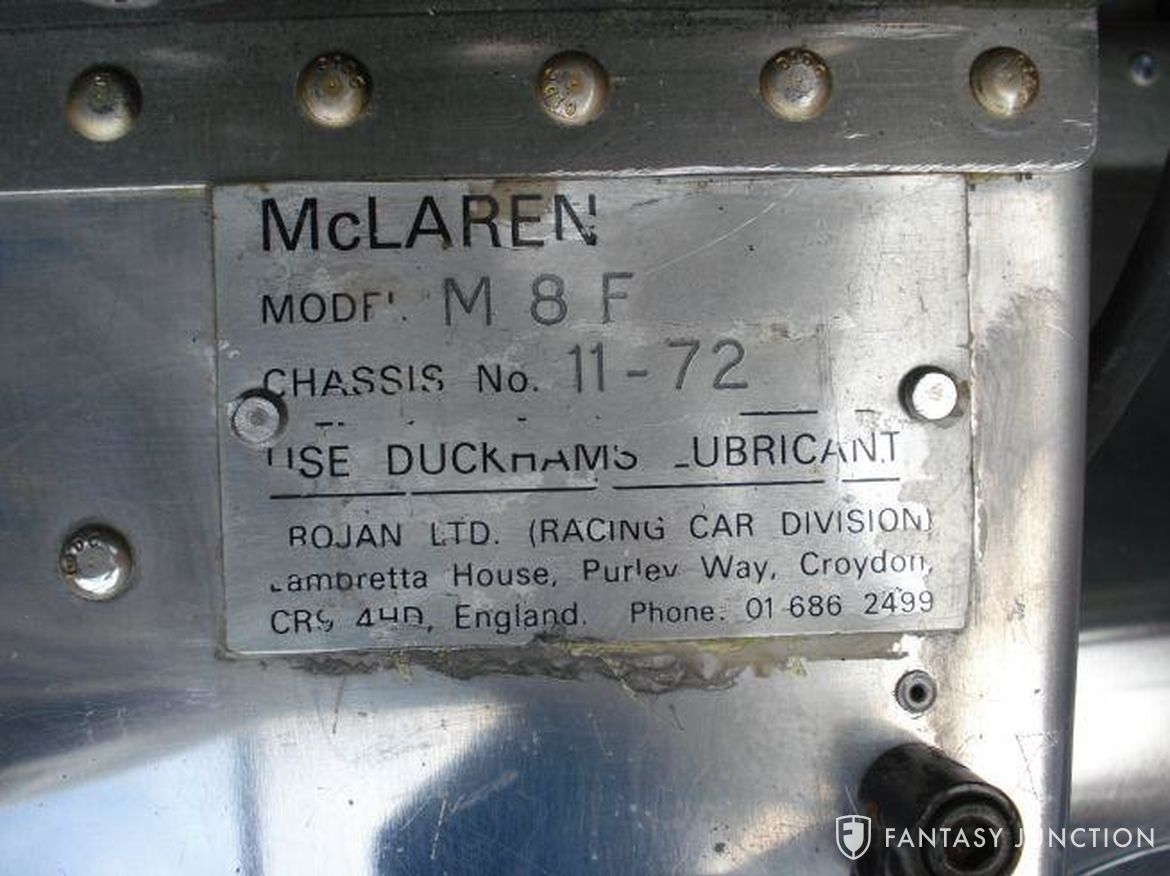 McLAREN
MODEL M 8 F
CHASSIS No. 11-72
USE DUCKHAMS LUBRICANT
TROJAN LTD. (RACING CAR DIVISION)
Lambretta House, Purley Way, Croydon,
CR9 4HD, England. Phone: 01 686 2499
FANTASY JUNCTION